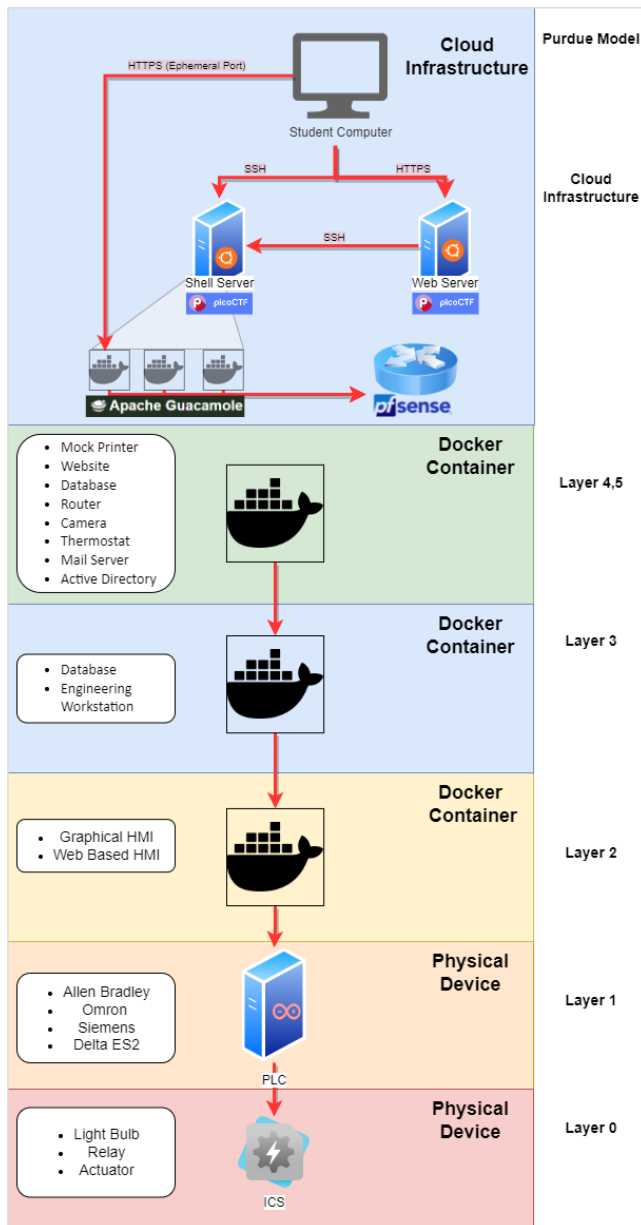 Purdue Model
Cloud
Infrastructure
HTTPS (Ephemeral Port)
Student Computer
SSH
HTTPS
Cloud
Infrastructure
SSH
Shell Server
picoCTF
Web Server
picoCTF
Apache Guacamole
pfsense
Docker
Container
Layer 4,5
• Mock Printer
• Website
• Database
• Router
• Camera
• Thermostat
• Mail Server
• Active Directory
Docker
Container
Layer 3
• Database
• Engineering
Workstation
Docker
Container
Layer 2
• Graphical HMI
• Web Based HMI
Physical
Device
Layer 1
• Allen Bradley
• Omron
• Siemens
• Delta ES2
PLC
Physical
Device
Layer 0
• Light Bulb
• Relay
• Actuator
ICS